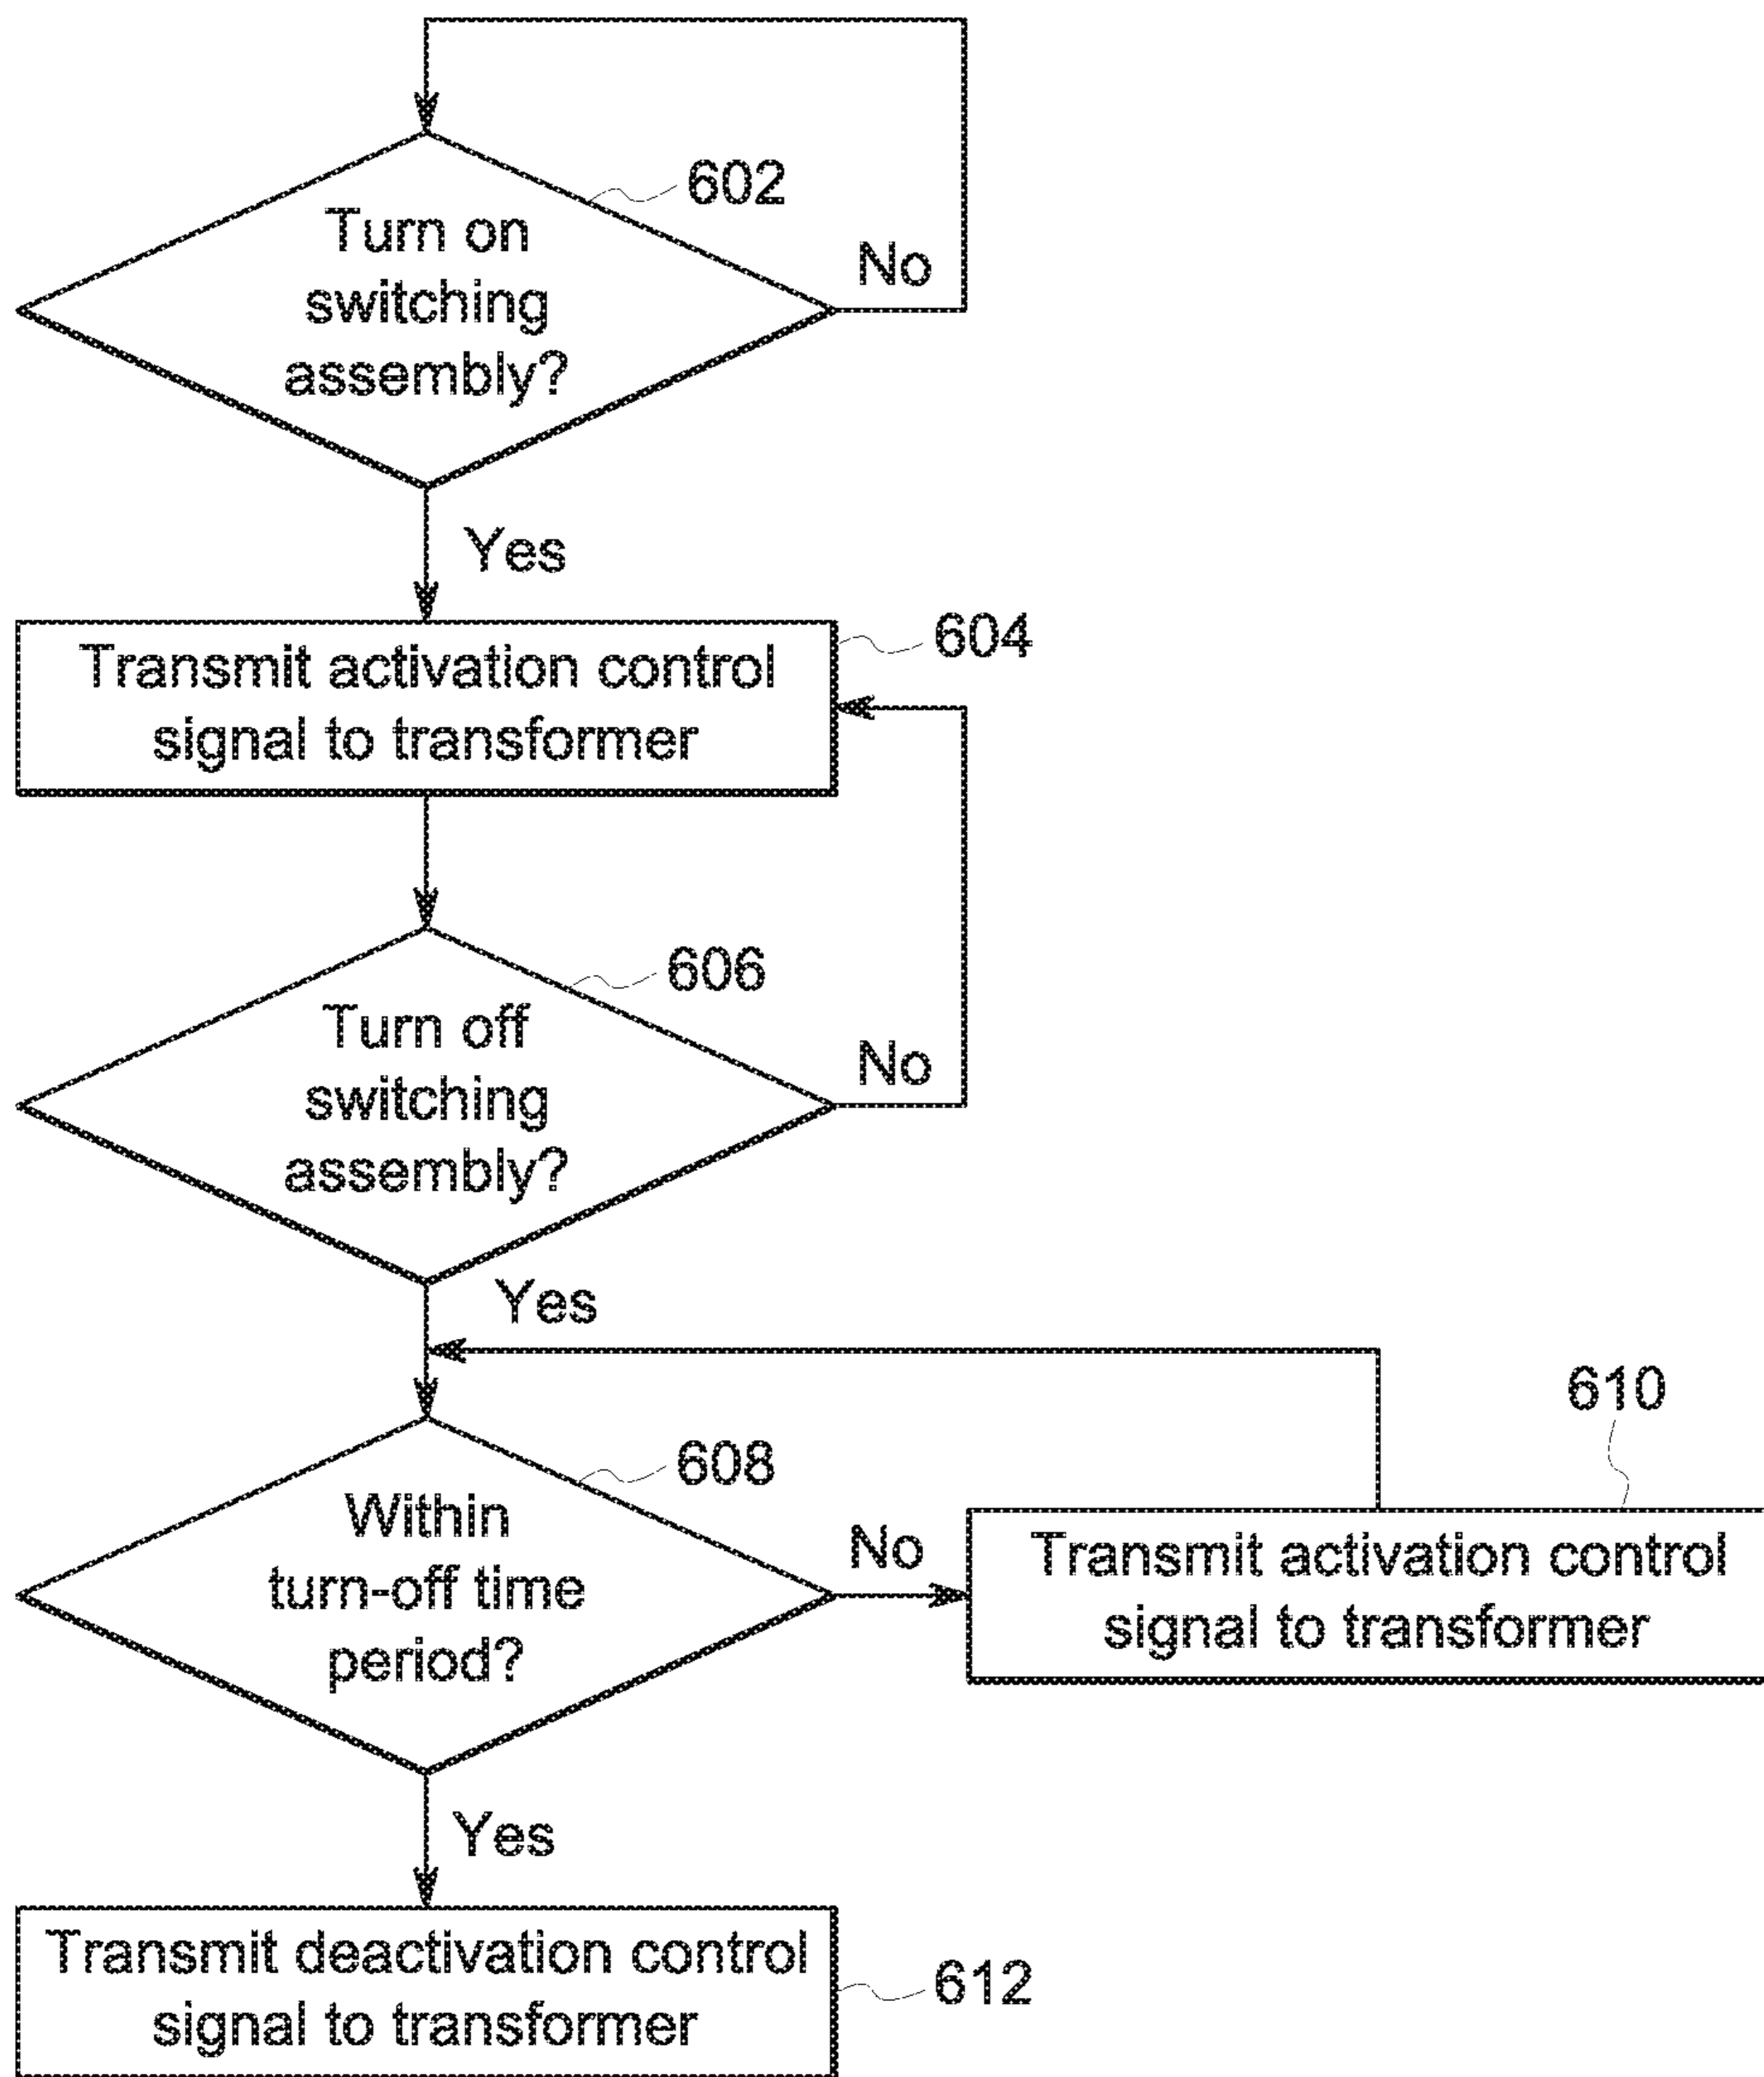 602
Turn on
switching
assembly?
No
Yes
604
Transmit activation control
signal to transformer
606
Turn off
switching
assembly?
No
Yes
608
Within
turn-off time
period?
No
610
Transmit activation control
signal to transformer
Yes
Transmit deactivation control
signal to transformer
612